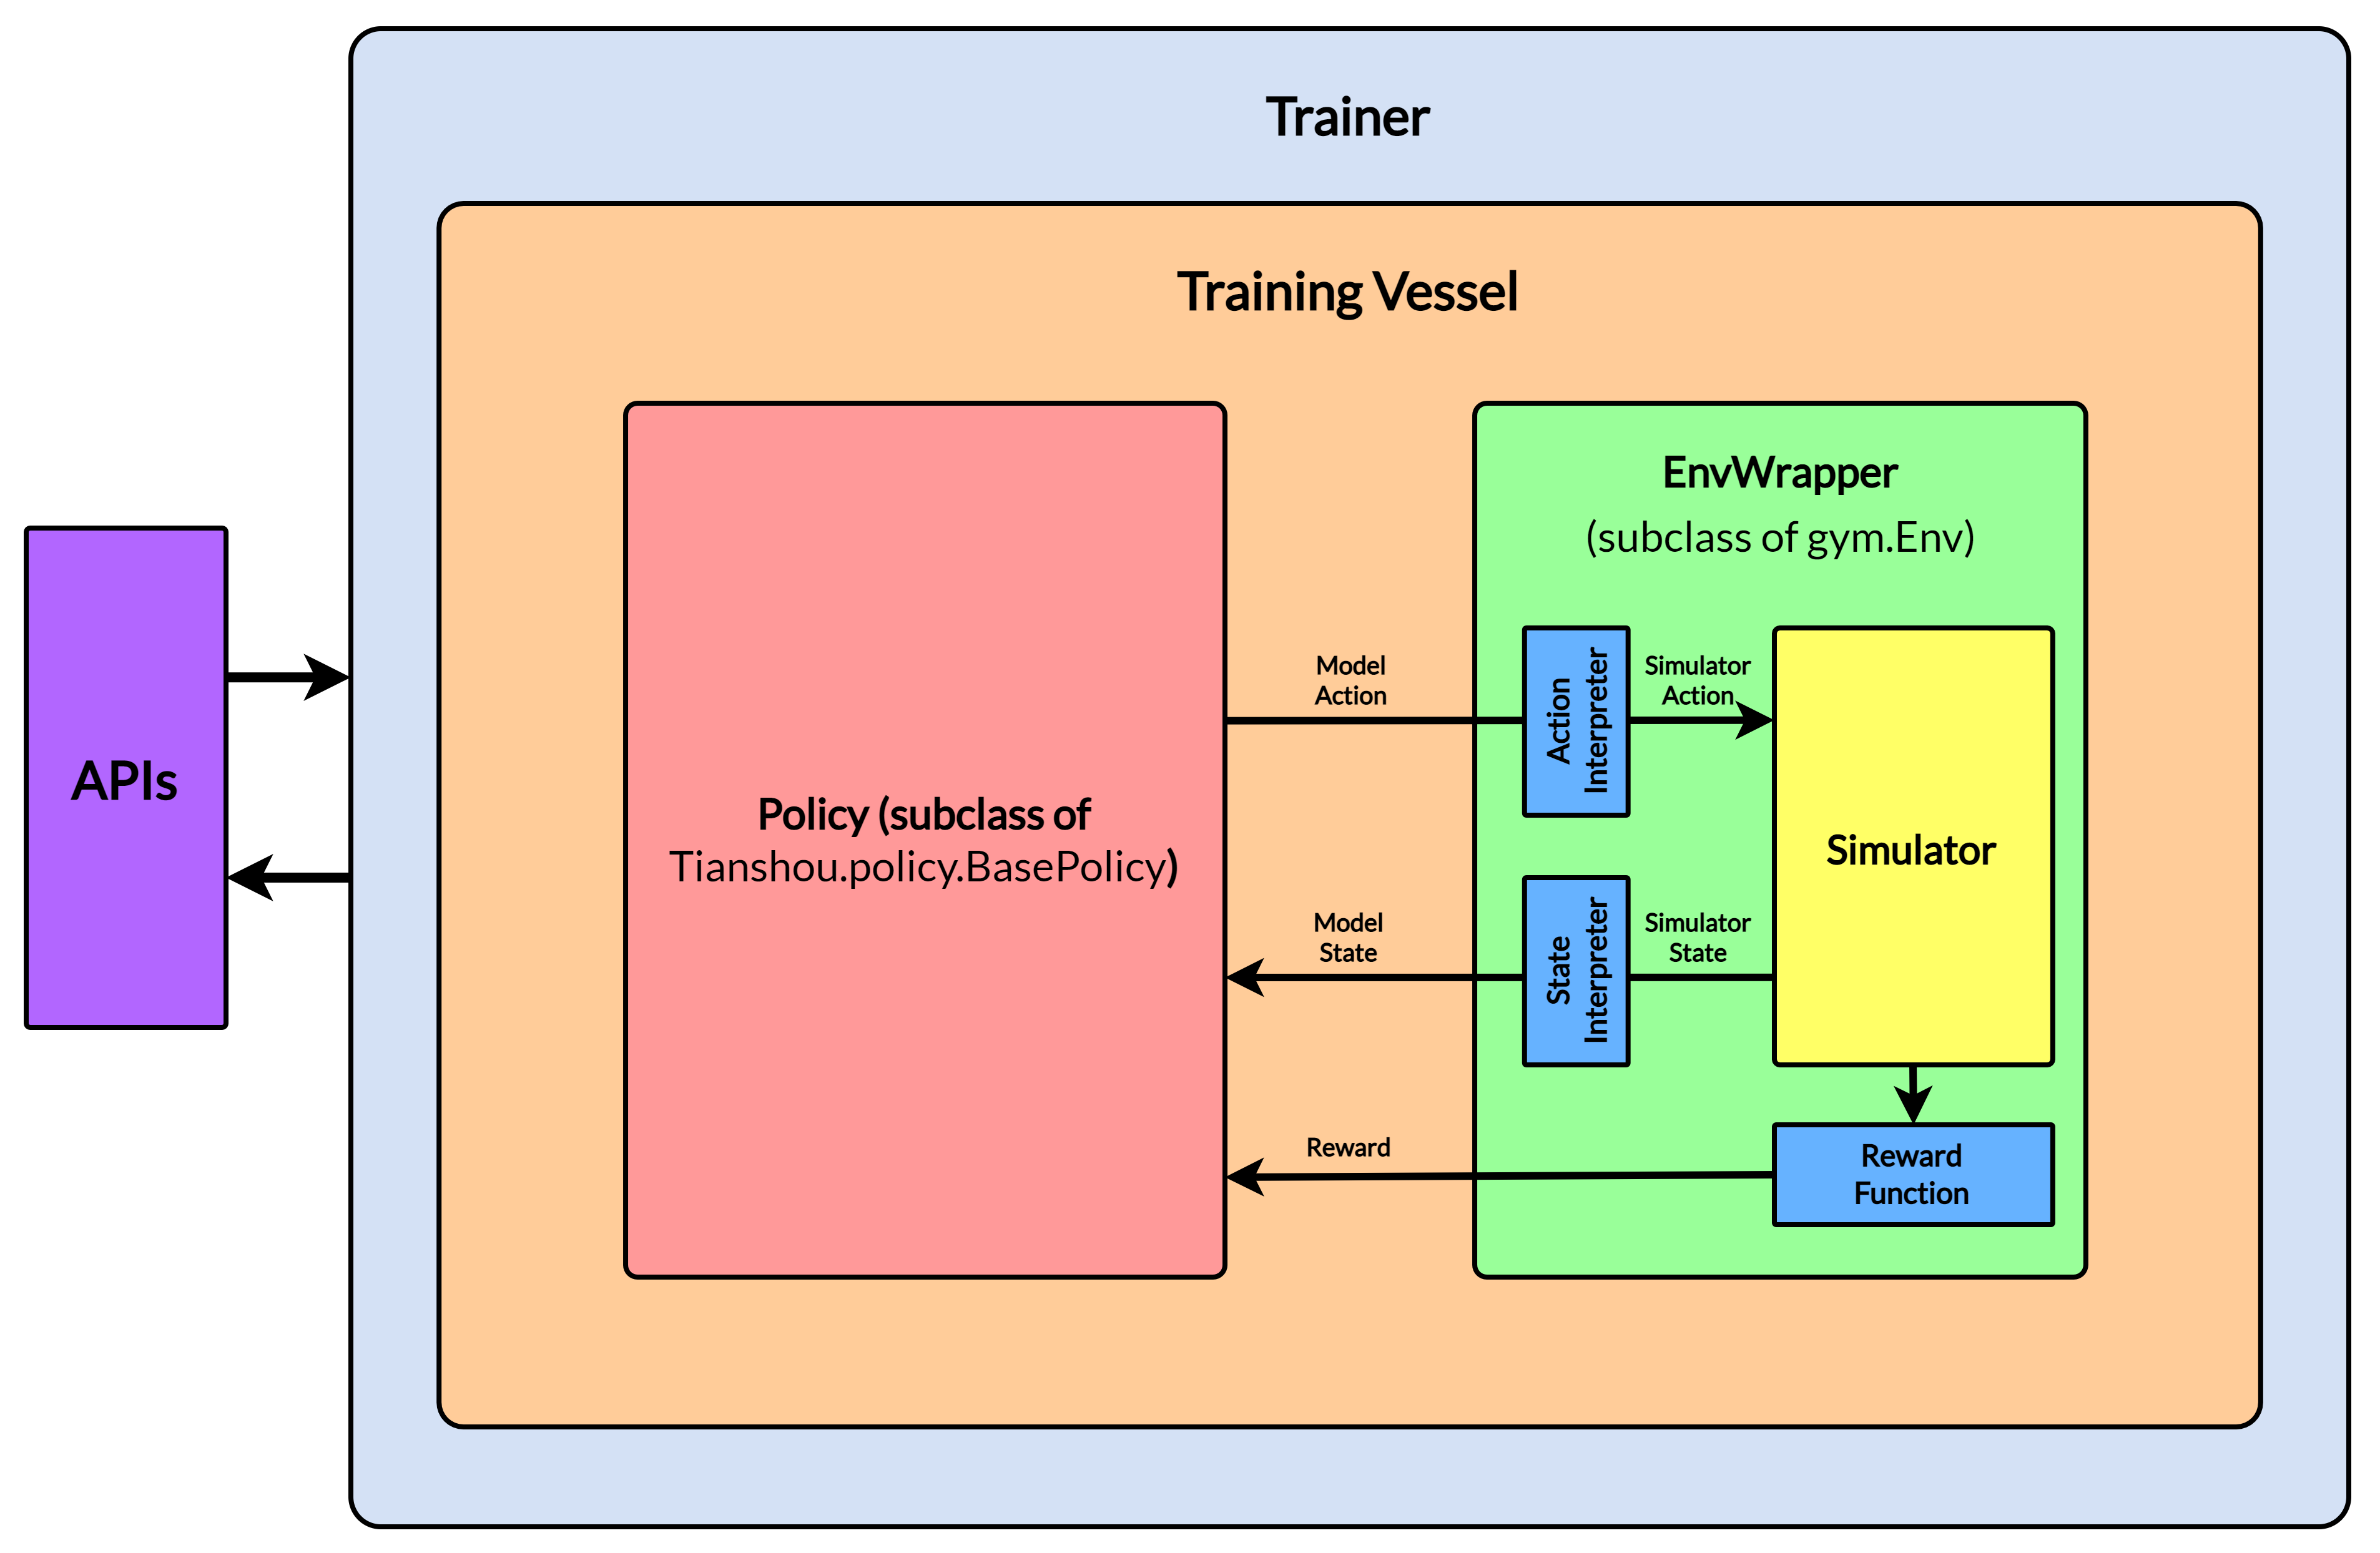 Trainer
Training Vessel
APIs
Policy (subclass of
Tianshou.policy.BasePolicy)
EnvWrapper
(subclass of gym.Env)
Model
Action
Action
Interpreter
Simulator
Action
Simulator
Model
State
State
Interpreter
Simulator
State
Reward
Reward
Function